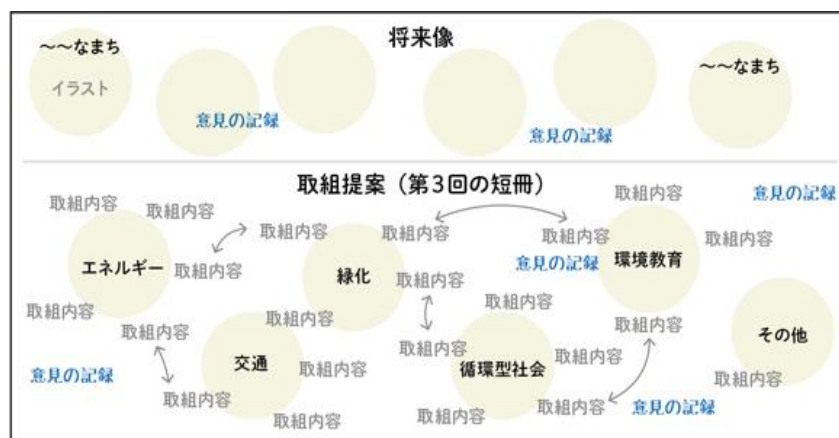 将来像
～～なまち
イラスト
～～なまち
意見の記録
意見の記録
取組提案（第3回の短冊）
取組内容
意見の記録
取組内容
取組内容
取組内容
取組内容
取組内容
取組内容
エネルギー
取組内容
緑化
取組内容
意見の記録
環境教育
取組内容
取組内容
取組内容
取組内容
取組内容
取組内容
その他
取組内容
取組内容
交通
取組内容
循環型社会
取組内容
意見の記録
取組内容
取組内容
取組内容
取組内容
取組内容
意見の記録